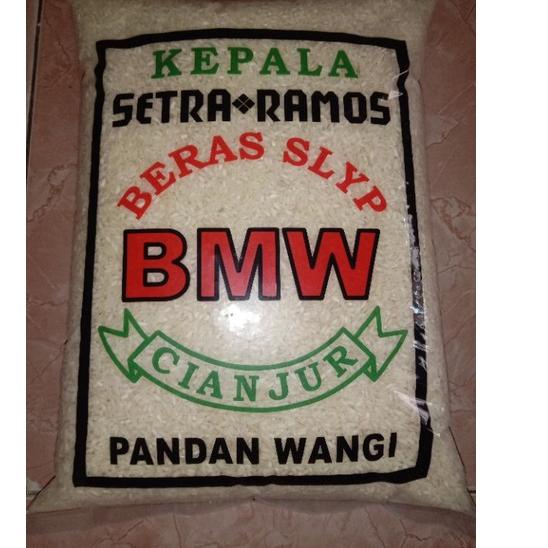 KEPALA
SETRA❖RAMOS
BERAS SLYP
BMW
CIANJUR
PANDAN WANGI